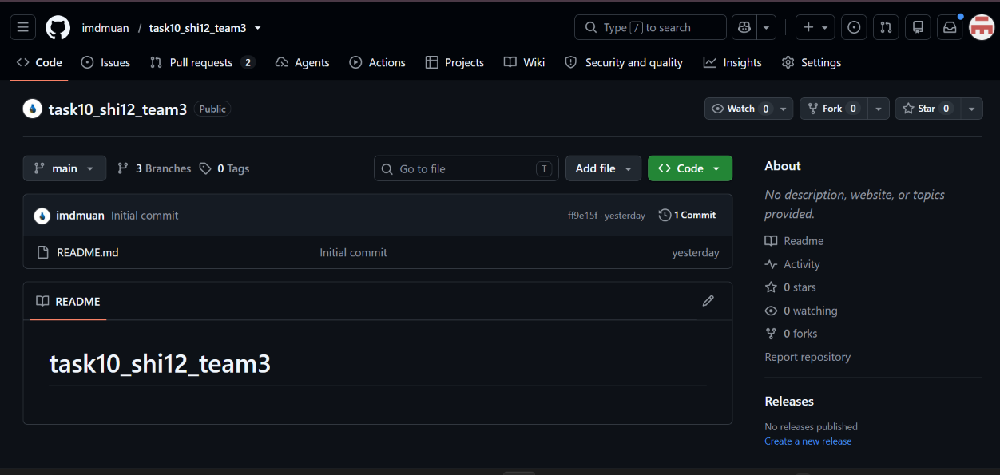 imdmuan / task10_shi12_team3
Type / to search
Code Issues Pull requests 2 Agents Actions Projects Wiki Security and quality Insights Settings
task10_shi12_team3 Public
Watch 0 Fork 0 Star 0
main 3 Branches 0 Tags
Go to file T
Add file
Code
imdmuan Initial commit
ff9e15f · yesterday
1 Commit
README.md Initial commit yesterday
README
task10_shi12_team3
About
No description, website, or topics
provided.
Readme
Activity
0 stars
0 watching
0 forks
Report repository
Releases
No releases published
Create a new release